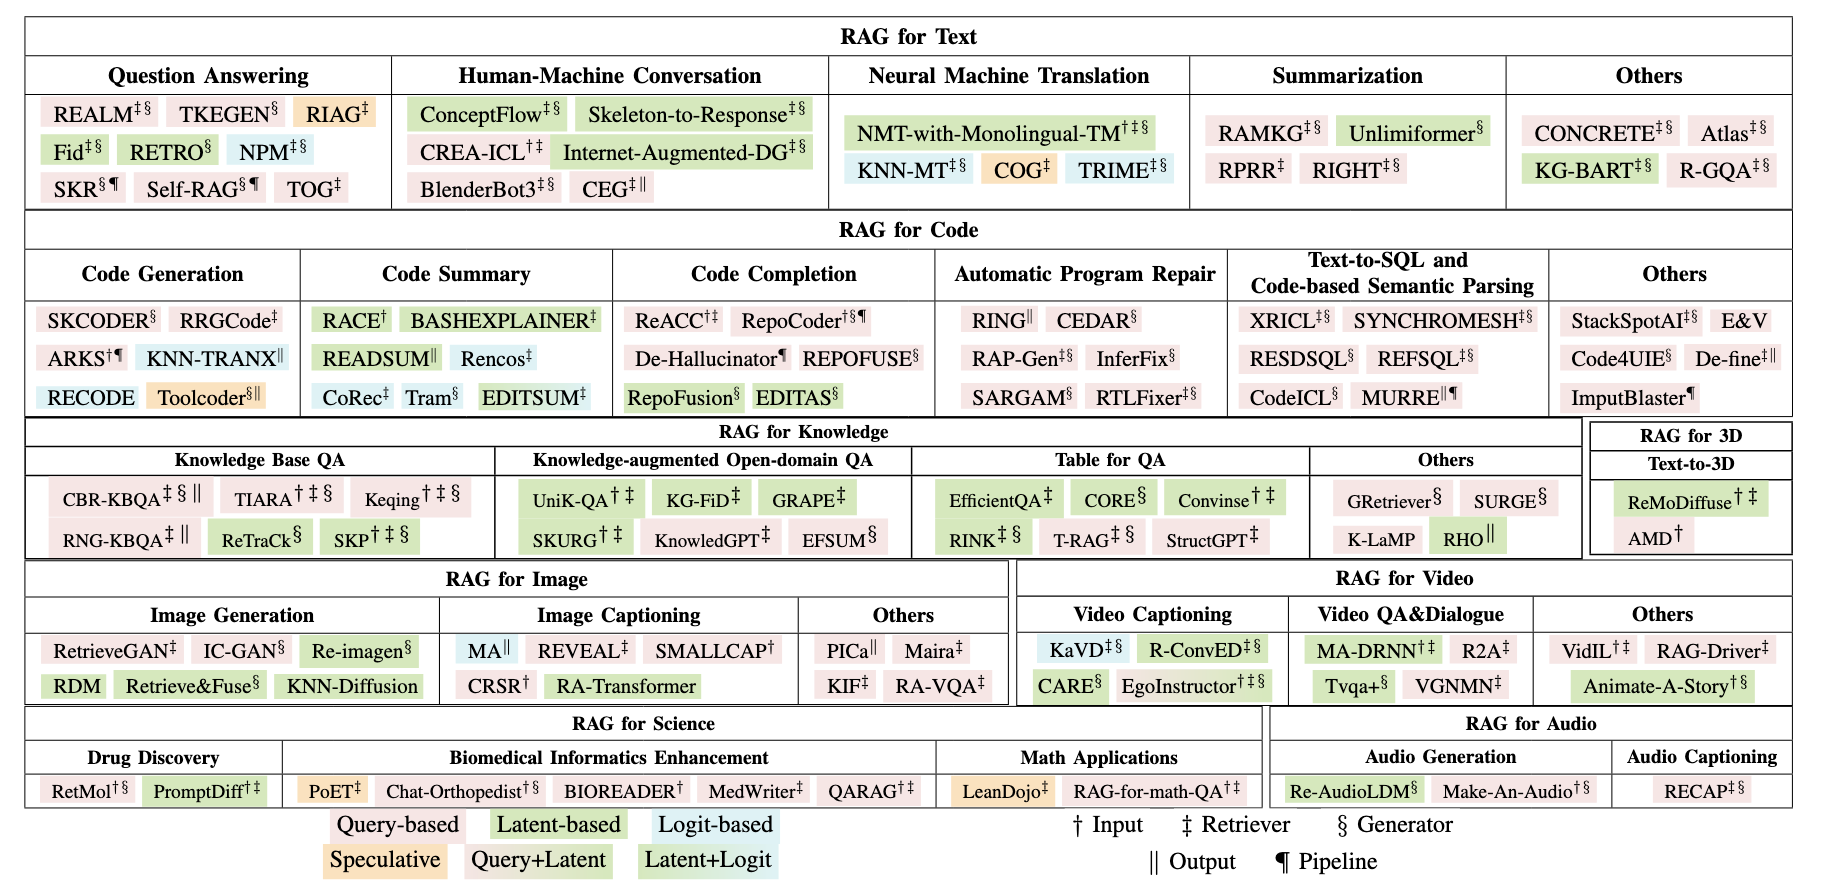 RAG for Text
Question Answering Human-Machine Conversation Neural Machine Translation Summarization Others
REALM‡§ TKEGEN§ RIAG‡
Fid‡§ RETRO§ NPM‡§
SKR§¶ Self-RAG§¶ TOG‡
ConceptFlow‡§ Skeleton-to-Response‡§
CREA-ICL†‡ Internet-Augmented-DG‡§
BlenderBot3‡§ CEG‡||
NMT-with-Monolingual-TM†‡§
KNN-MT‡§ COG‡ TRIME‡§
RAMKG‡§ Unlimiformer§
RPRR‡ RIGHT‡§
CONCRETE‡§ Atlas‡§
KG-BART‡§ R-GQA‡§
RAG for Code
Code Generation Code Summary Code Completion Automatic Program Repair Text-to-SQL and
Code-based Semantic Parsing Others
SKCODER§ RRGCode‡
ARKS†¶ KNN-TRANX||
RECODE Toolcoder§||
RACE† BASHEXPLAINER‡
READSUM|| Rencos‡
CoRec‡ Tram§ EDITSUM‡
ReACC†‡ RepoCoder†§¶
De-Hallucinator¶ REPOFUSE§
RepoFusion§ EDITAS§
RING|| CEDAR§
RAP-Gen‡§ InferFix§
SARGAM§ RTLFixer‡§
XRICL‡§ SYNCHROMESH‡§
RESDSQL§ REFSQL‡§
CodeICL§ MURRE||¶
StackSpotAI‡§ E&V
Code4UIE§ De-fine‡||
ImputBlaster¶
RAG for Knowledge
Knowledge Base QA Knowledge-augmented Open-domain QA Table for QA Others
CBR-KBQA‡§|| TIARA†‡§ Keqing†‡§
RNG-KBQA‡|| ReTraCk§ SKP†‡§
UniK-QA†‡ KG-FiD‡ GRAPE‡
SKURG†‡ KnowledGPT‡ EFSUM§
EfficientQA‡ CORE§ Convinse†‡
RINK‡§ T-RAG‡§ StructGPT‡
GRetriever§ SURGE§
K-LaMP RHO||
RAG for 3D
Text-to-3D
ReMoDiffuse†‡
AMD†
RAG for Image
Image Generation Image Captioning Others
RetrieveGAN‡ IC-GAN§ Re-imagen§
RDM Retrieve&Fuse§ KNN-Diffusion
MA|| REVEAL‡ SMALLCAP†
CRSR† RA-Transformer
PICa|| Maira‡
KIF‡ RA-VQA‡
RAG for Video
Video Captioning Video QA&Dialogue Others
KaVD‡§ R-ConvED‡§
CARE§ EgoInstructor†‡§
MA-DRNN†‡ R2A‡
Tvqa+§ VGNMN‡
VidIL†‡ RAG-Driver‡
Animate-A-Story†§
RAG for Science
Drug Discovery Biomedical Informatics Enhancement Math Applications
RetMol†§ PromptDiff†‡
PoET‡ Chat-Orthopedist†§ BIOREADER† MedWriter‡ QARAG†‡
LeanDojo‡ RAG-for-math-QA†‡
RAG for Audio
Audio Generation Audio Captioning
Re-AudioLDM§ Make-An-Audio†§
RECAP‡§
Query-based Latent-based Logit-based
Speculative Query+Latent Latent+Logit
† Input ‡ Retriever § Generator
|| Output ¶ Pipeline